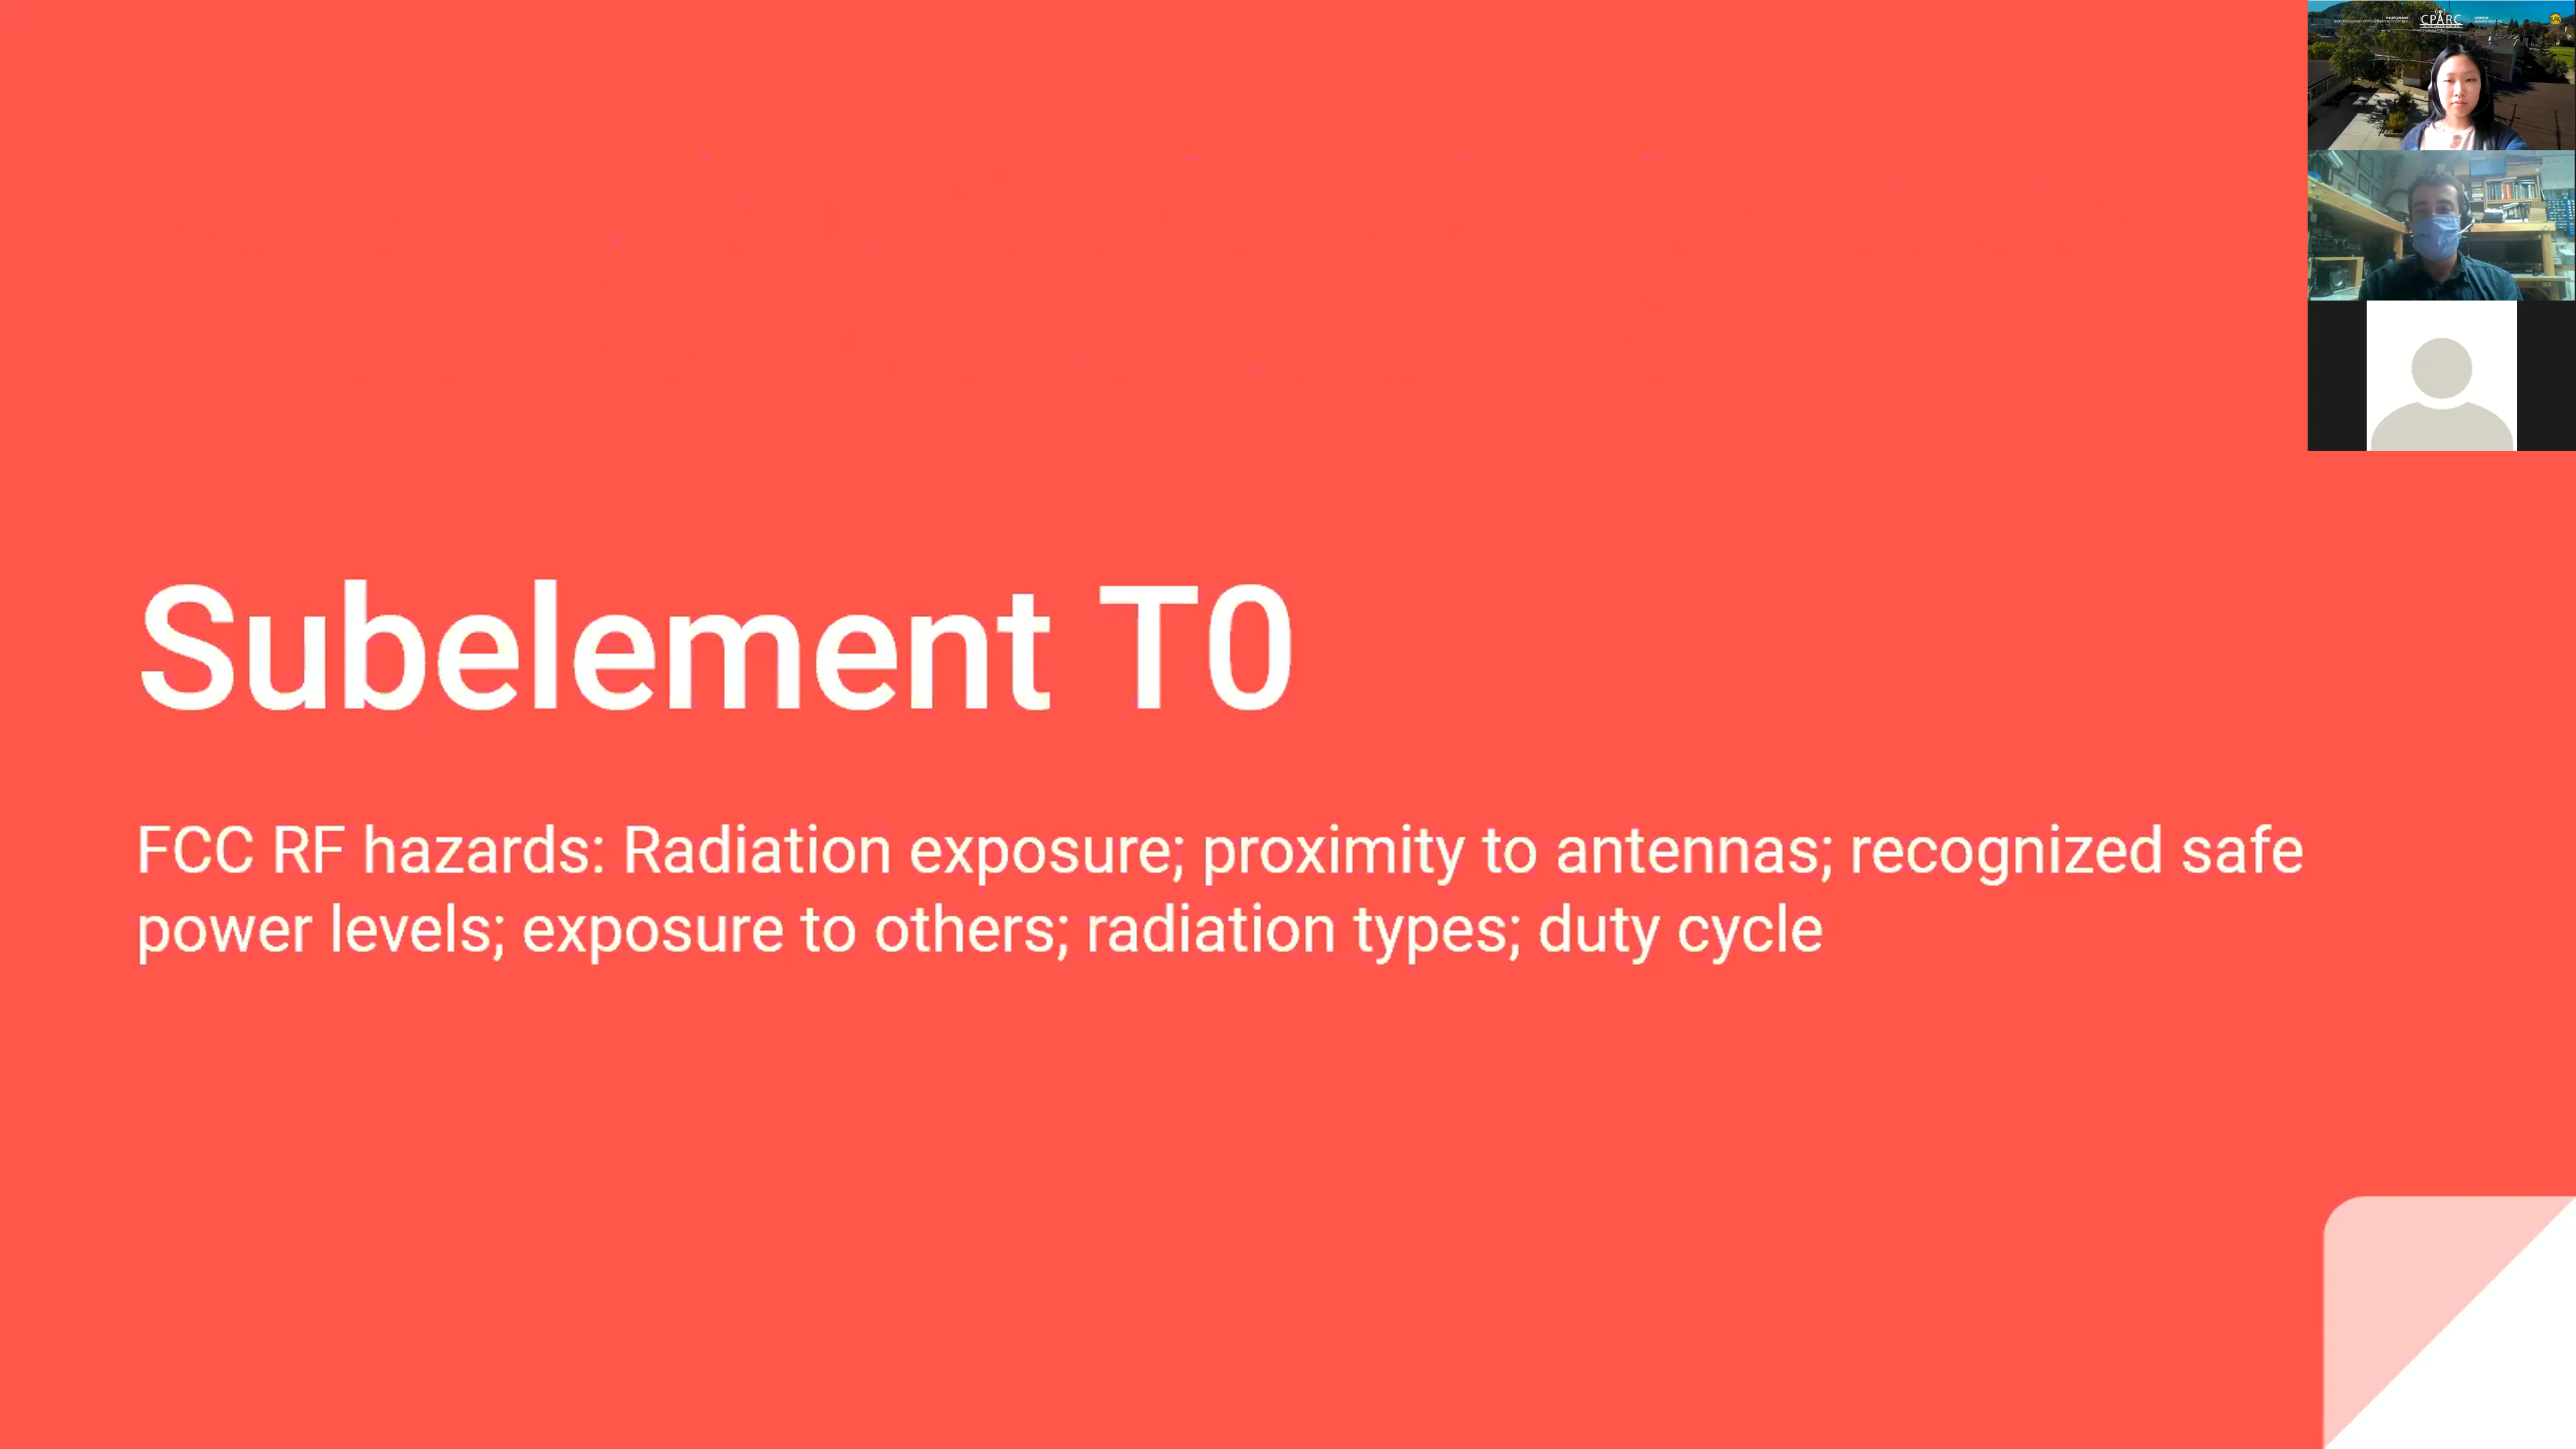 CPARC
Subelement T0
FCC RF hazards: Radiation exposure; proximity to antennas; recognized safe
power levels; exposure to others; radiation types; duty cycle